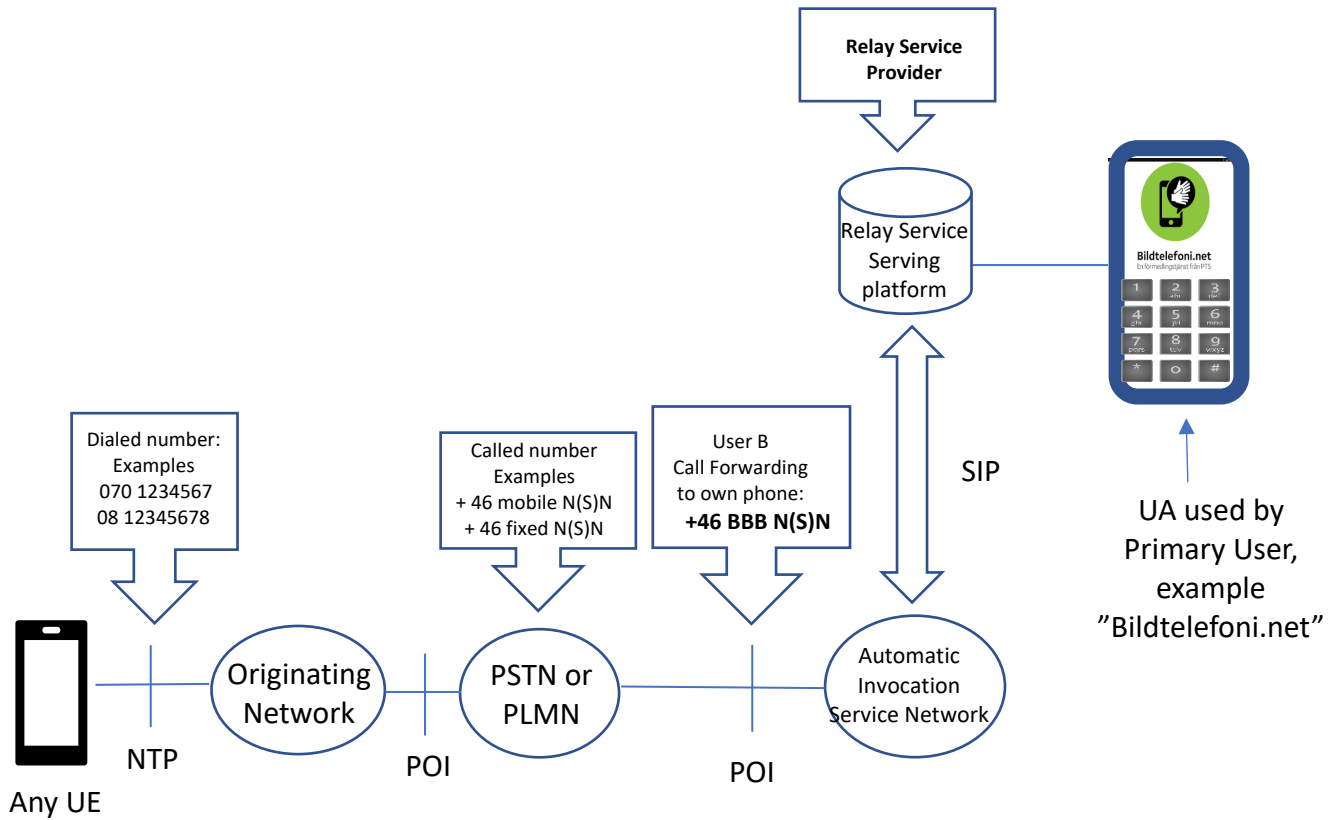 Relay Service
Provider
Relay Service
Serving
platform
Bildtelefoni.net
En förmedlingstjänst från PTS
1 2 3
abc def
4 5 6
ghi jkl mno
7 8 9
pqrs tuv wxyz
* 0 #
UA used by
Primary User,
example
”Bildtelefoni.net”
SIP
Dialed number:
Examples
070 1234567
08 12345678
Called number
Examples
+ 46 mobile N(S)N
+ 46 fixed N(S)N
User B
Call Forwarding
to own phone:
+46 BBB N(S)N
Any UE
NTP
Originating
Network
POI
PSTN or
PLMN
POI
Automatic
Invocation
Service Network